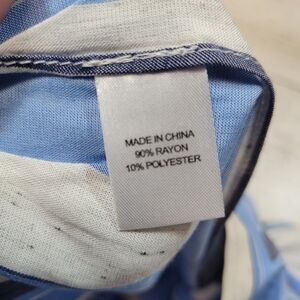 MADE IN CHINA
90% RAYON
10% POLYESTER